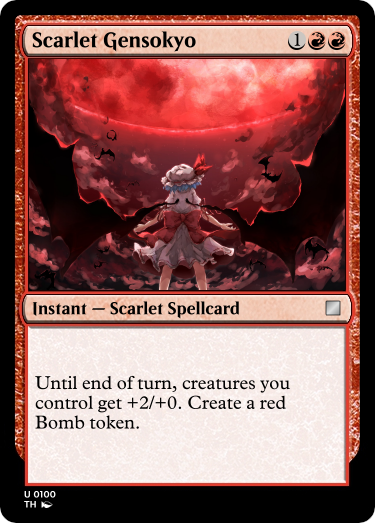 Scarlet Gensokyo 1
Instant — Scarlet Spellcard
Until end of turn, creatures you
control get +2/+0. Create a red
Bomb token.
U 0100
TH